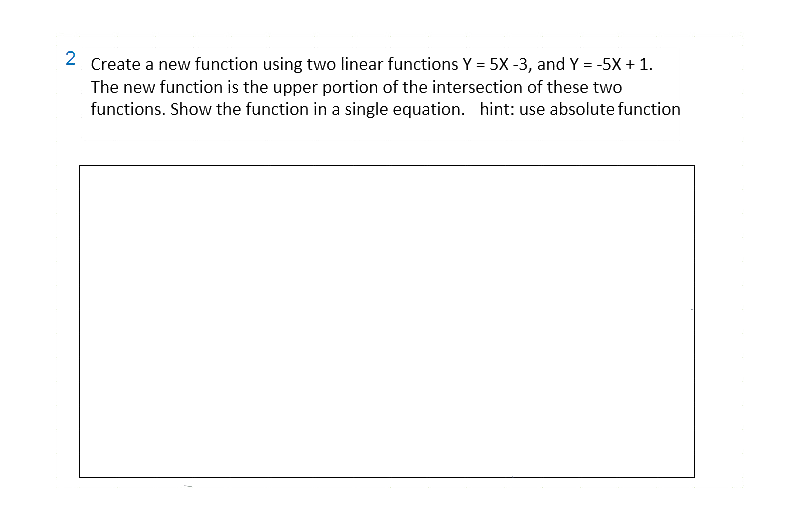 2 Create a new function using two linear functions Y = 5X -3, and Y = -5X + 1.
The new function is the upper portion of the intersection of these two
functions. Show the function in a single equation. hint: use absolute function